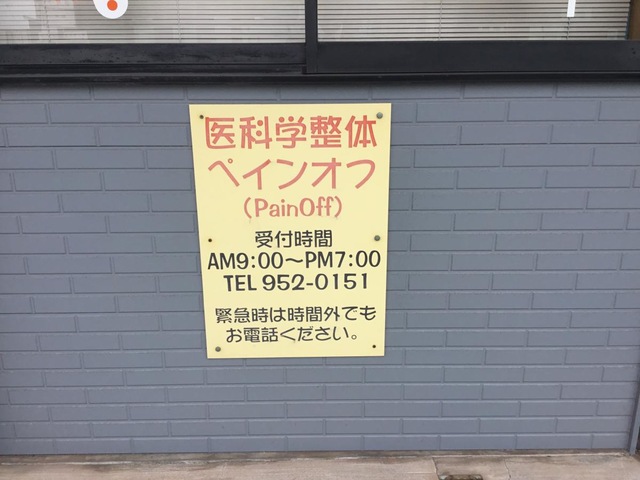 医科学整体
ペインオフ
(PainOff)
受付時間
AM9:00～PM7:00
TEL 952-0151
緊急時は時間外でも
お電話ください。